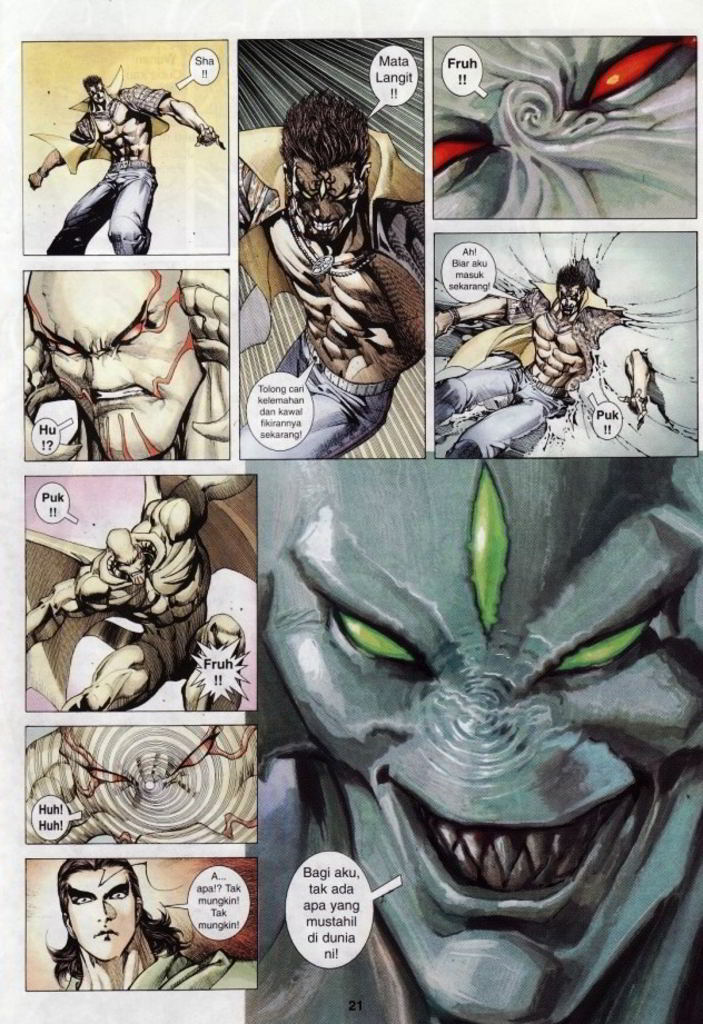 Sha
!!
Mata
Langit
!!
Tolong cari
kelemahan
dan kawal
fikirannya
sekarang!
Fruh
!!
Ah!
Biar aku
masuk
sekarang!
Puk
!!
Hu
!?
Puk
!!
Fruh
!!
Huh!
Huh!
A...
apa!? Tak
mungkin!
Tak
mungkin!
Bagi aku,
tak ada
apa yang
mustahil
di dunia
ni!
21